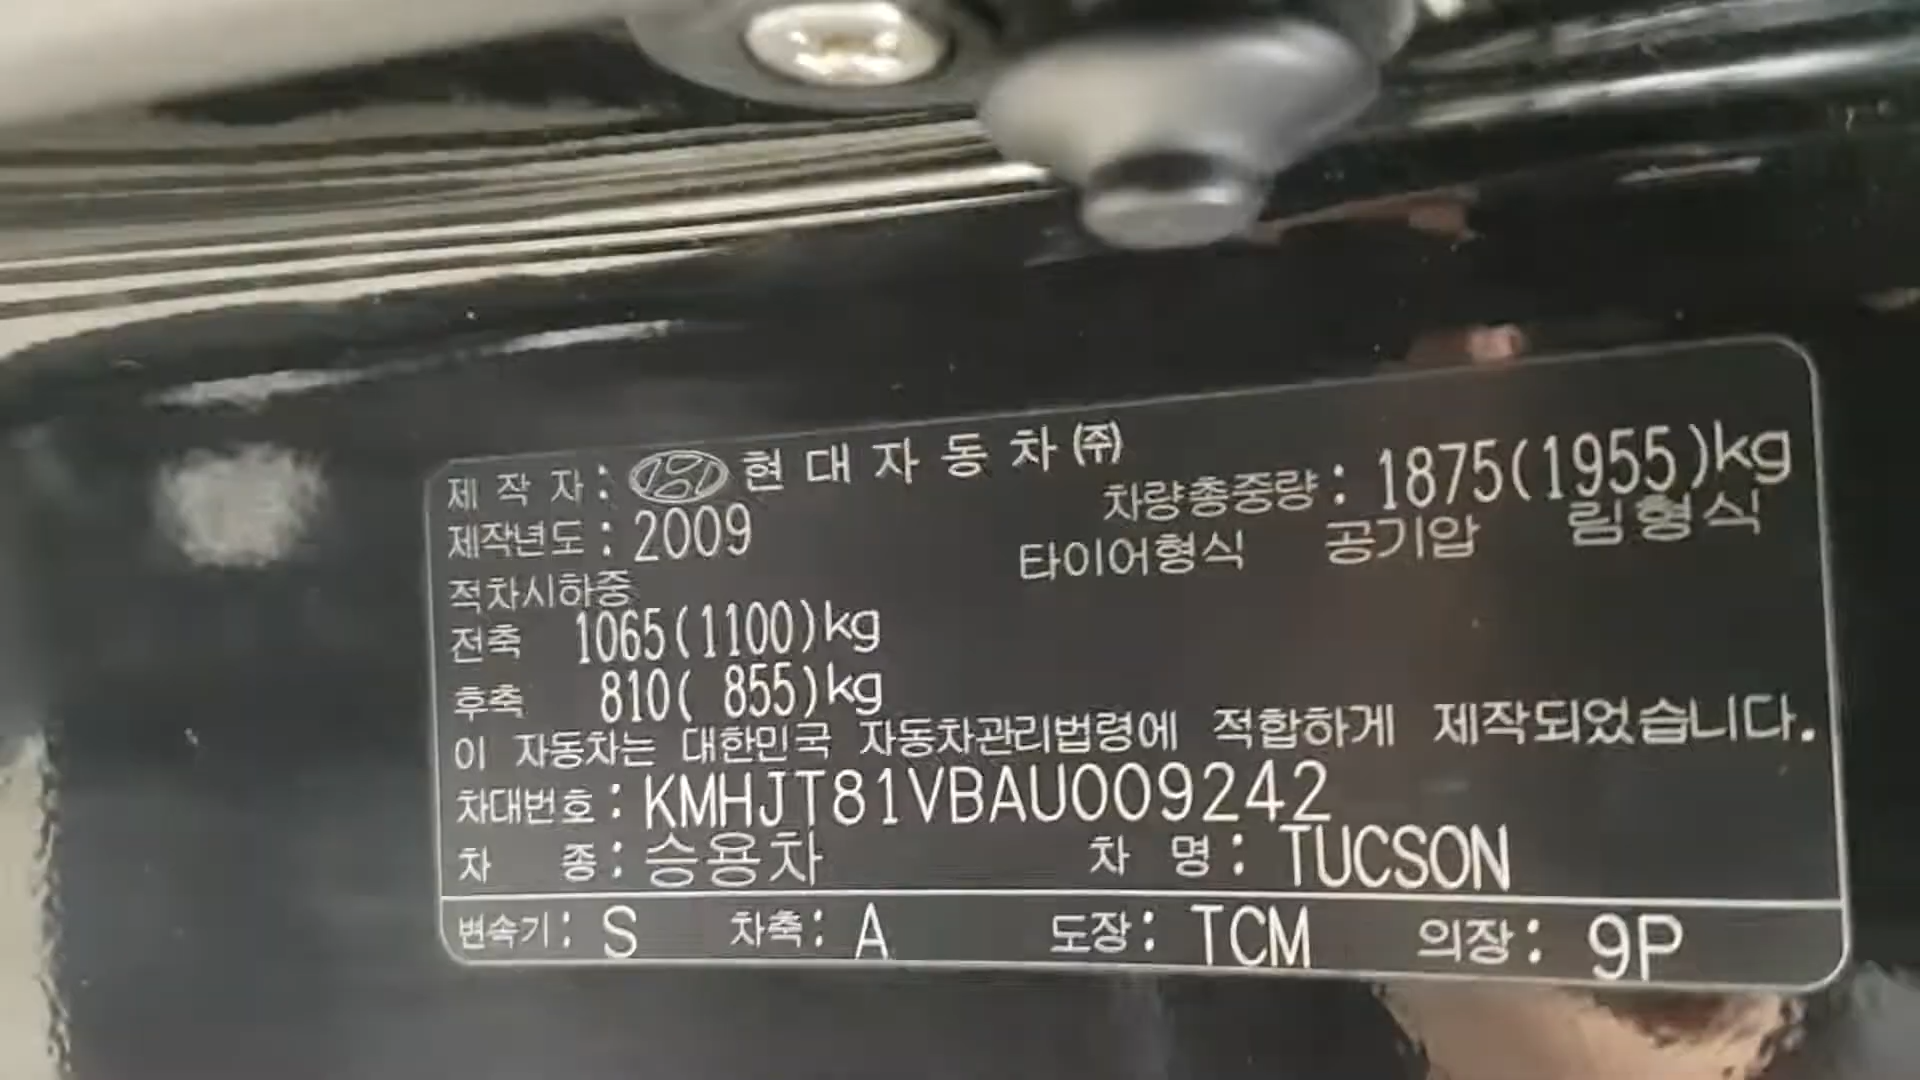 제 작 자 : 현 대 자 동 차 ㈜
차량총중량 : 1875(1955)kg
제작년도 : 2009
타이어형식 공기압 림형식
적차시하중
전축 1065(1100)kg
후축 810( 855)kg
이 자동차는 대한민국 자동차관리법령에 적합하게 제작되었습니다.
차대번호 : KMHJT81VBAU009242
차 종 : 승용차 차 명 : TUCSON
변속기 : S 차축 : A 도장 : TCM 의장 : 9P